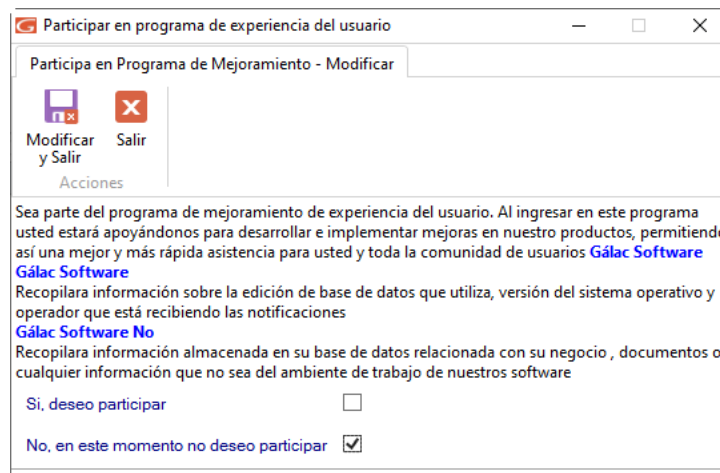 Participar en programa de experiencia del usuario
Participa en Programa de Mejoramiento - Modificar
Modificar y Salir
Salir
Acciones
Sea parte del programa de mejoramiento de experiencia del usuario. Al ingresar en este programa
usted estará apoyándonos para desarrollar e implementar mejoras en nuestro productos, permitiendo
así una mejor y más rápida asistencia para usted y toda la comunidad de usuarios Gálac Software
Gálac Software
Recopilara información sobre la edición de base de datos que utiliza, versión del sistema operativo y
operador que está recibiendo las notificaciones
Gálac Software No
Recopilara información almacenada en su base de datos relacionada con su negocio , documentos o
cualquier información que no sea del ambiente de trabajo de nuestros software
Si, deseo participar
No, en este momento no deseo participar